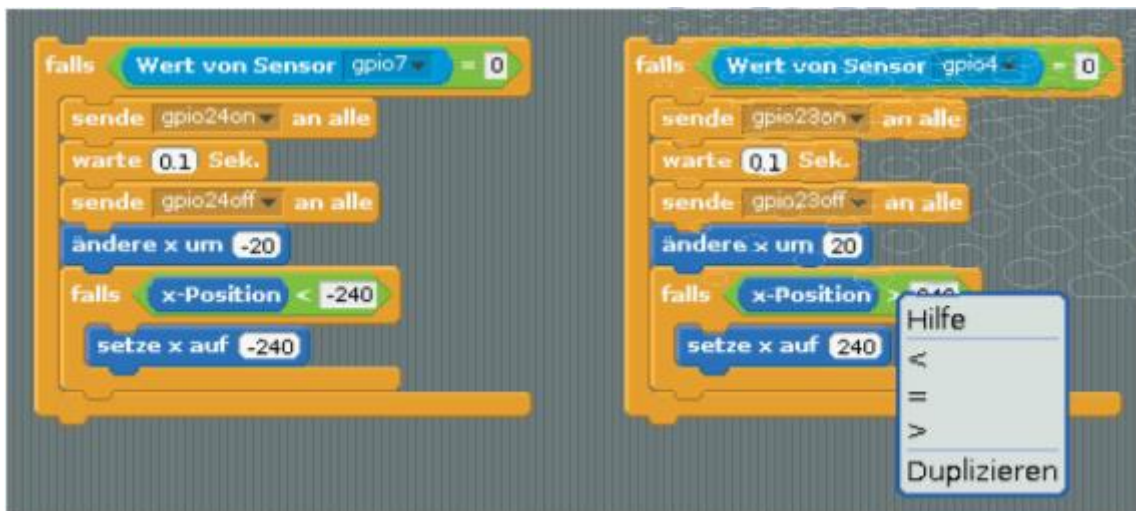 falls Wert von Sensor gpio7 = 0
sende gpio24on an alle
warte 0.1 Sek.
sende gpio24off an alle
ändere x um -20
falls x-Position < -240
setze x auf -240
falls Wert von Sensor gpio4 = 0
sende gpio23on an alle
warte 0.1 Sek.
sende gpio23off an alle
ändere x um 20
falls x-Position >
setze x auf 240
Hilfe
<
=
>
Duplizieren